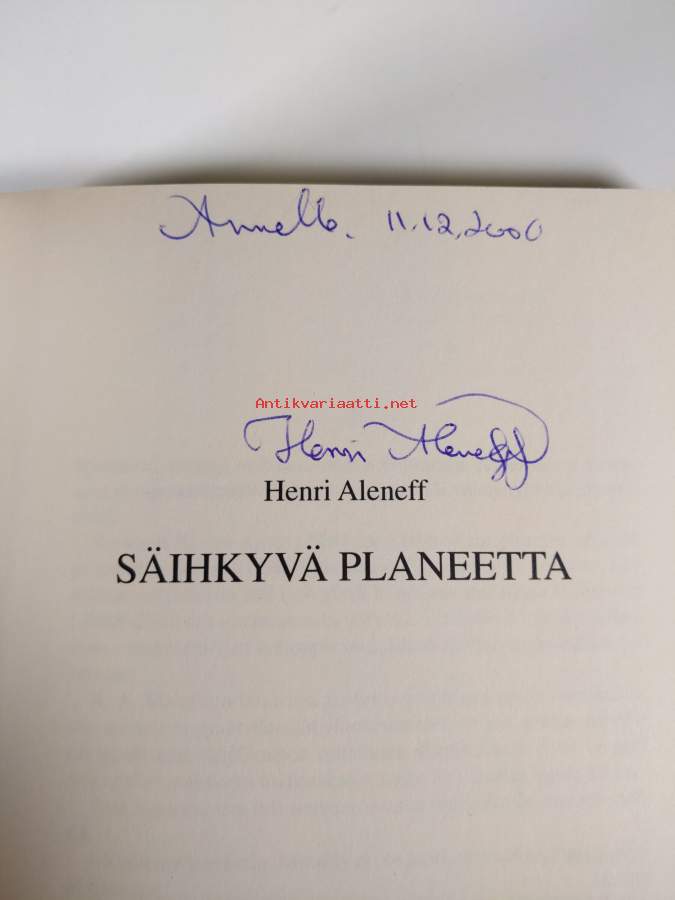 Annelle. 11.12.2000
Antikvariaatti.net
Henri Aleneff
Henri Aleneff
SÄIHKYVÄ PLANEETTA